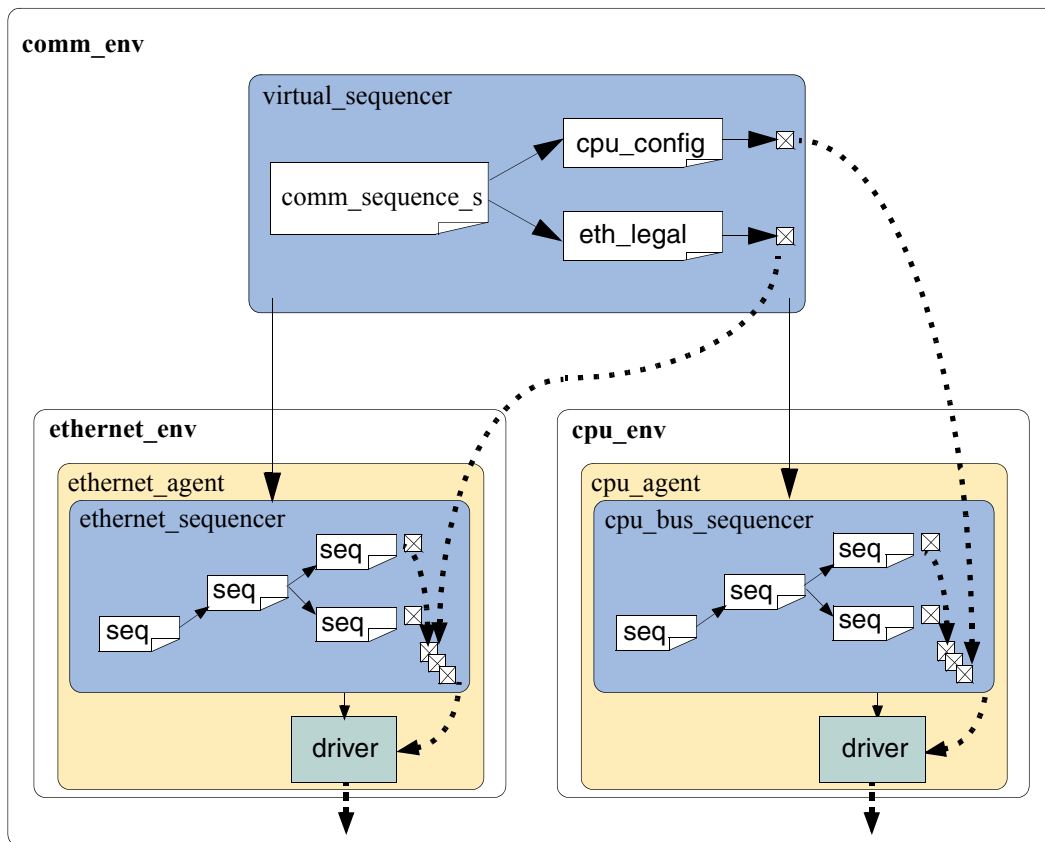 comm_env
virtual_sequencer
cpu_config
comm_sequence_s
eth_legal
ethernet_env
ethernet_agent
ethernet_sequencer
seq
seq
seq
seq
driver
cpu_env
cpu_agent
cpu_bus_sequencer
seq
seq
seq
seq
driver